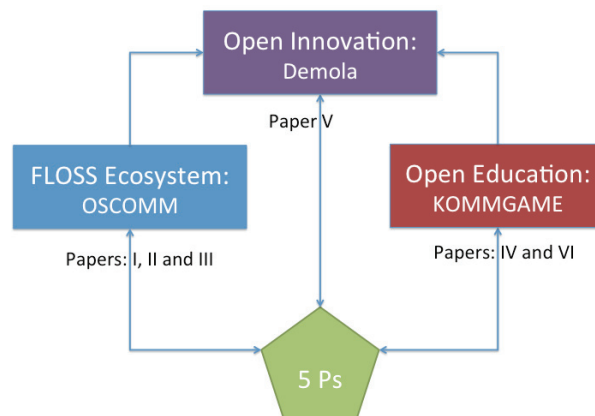 Open Innovation:
Demola
Paper V
FLOSS Ecosystem:
OSCOMM
Open Education:
KOMMGAME
Papers: I, II and III
Papers: IV and VI
5 Ps